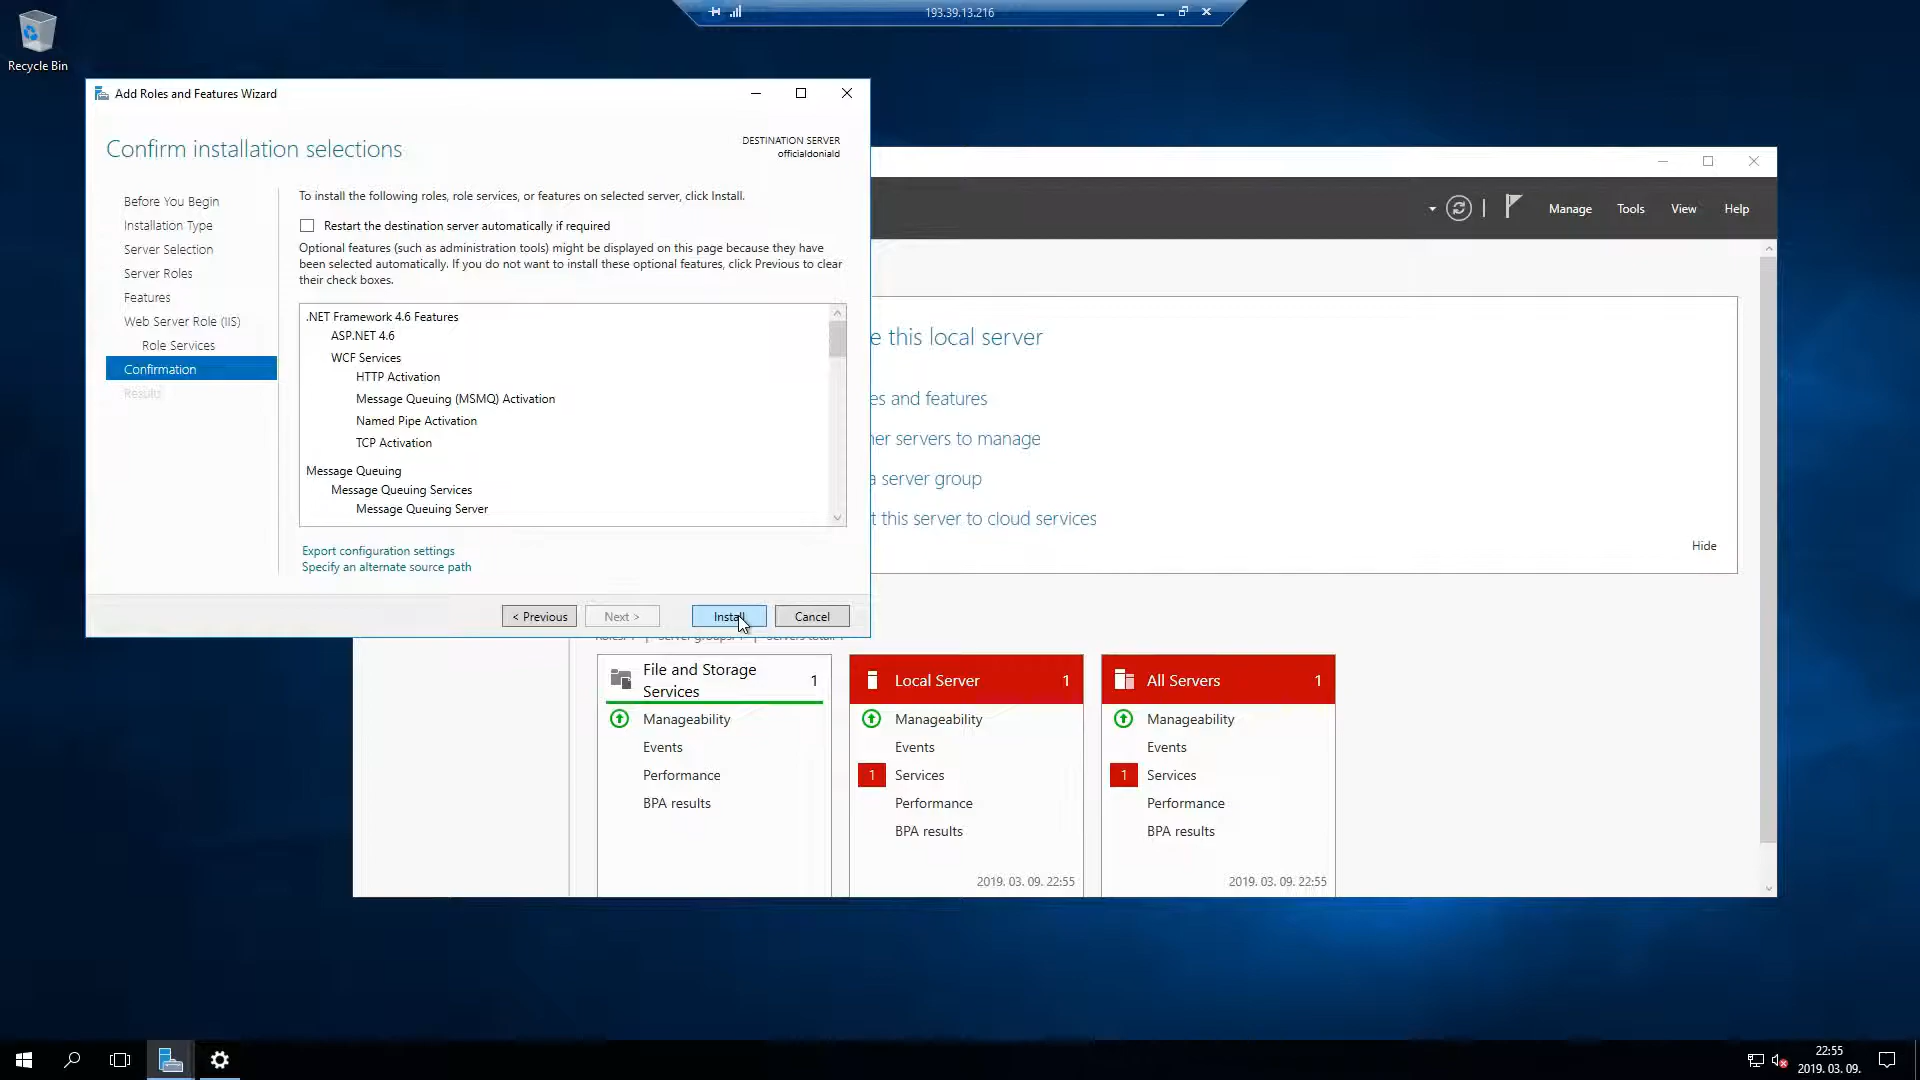 193.39.13.216
Recycle Bin
Add Roles and Features Wizard
Confirm installation selections
DESTINATION SERVER
officialdoniald
Before You Begin
Installation Type
Server Selection
Server Roles
Features
Web Server Role (IIS)
Role Services
Confirmation
Results
To install the following roles, role services, or features on selected server, click Install.
Restart the destination server automatically if required
Optional features (such as administration tools) might be displayed on this page because they have
been selected automatically. If you do not want to install these optional features, click Previous to clear
their check boxes.
.NET Framework 4.6 Features
ASP.NET 4.6
WCF Services
HTTP Activation
Message Queuing (MSMQ) Activation
Named Pipe Activation
TCP Activation
Message Queuing
Message Queuing Services
Message Queuing Server
Export configuration settings
Specify an alternate source path
< Previous
Next >
Install
Cancel
Manage
Tools
View
Help
e this local server
es and features
er servers to manage
a server group
t this server to cloud services
Hide
File and Storage
Services
1
Manageability
Events
Performance
BPA results
Local Server
1
Manageability
Events
1
Services
Performance
BPA results
2019. 03. 09. 22:55
All Servers
1
Manageability
Events
1
Services
Performance
BPA results
2019. 03. 09. 22:55
22:55
2019. 03. 09.